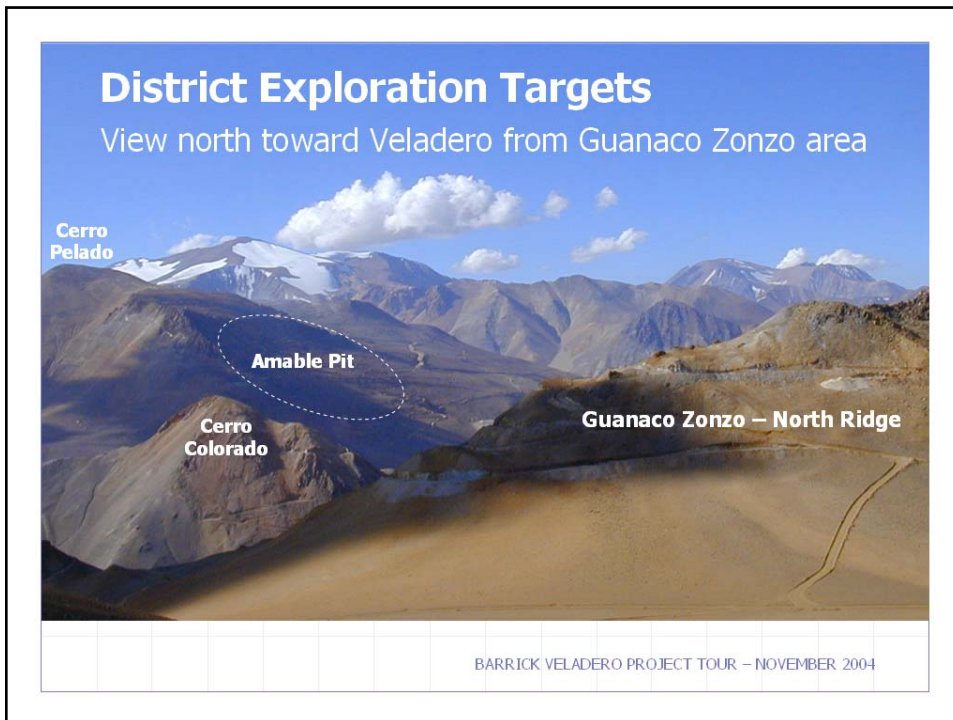 District Exploration Targets
View north toward Veladero from Guanaco Zonzo area
Cerro
Pelado
Amable Pit
Cerro
Colorado
Guanaco Zonzo – North Ridge
BARRICK VELADERO PROJECT TOUR – NOVEMBER 2004